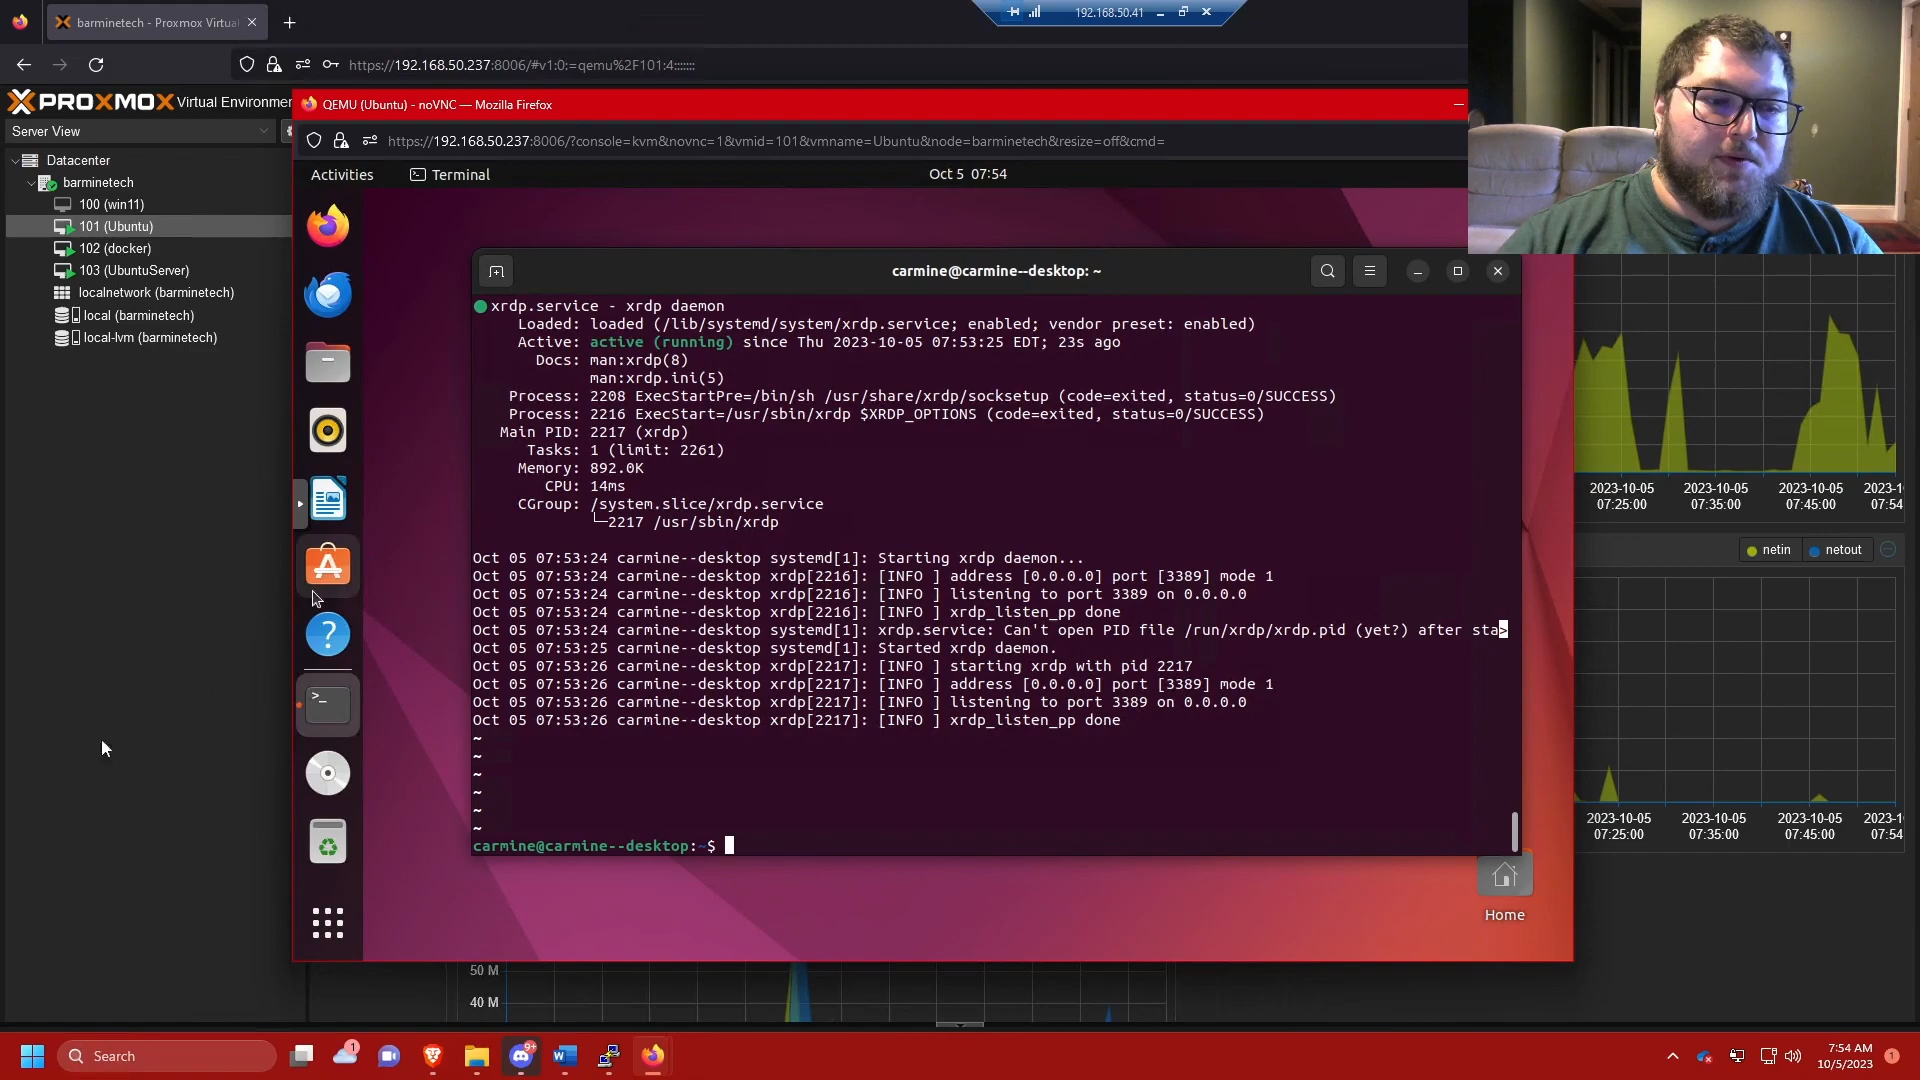 barminetech - Proxmox Virtual
192.168.50.41
https://192.168.50.237:8006/#v1:0:=qemu%2F101:4:::::::
PROXMOX Virtual Environmen
Server View
Datacenter
barminetech
100 (win11)
101 (Ubuntu)
102 (docker)
103 (UbuntuServer)
localnetwork (barminetech)
local (barminetech)
local-lvm (barminetech)
QEMU (Ubuntu) - noVNC — Mozilla Firefox
https://192.168.50.237:8006/?console=kvm&novnc=1&vmid=101&vmname=Ubuntu&node=barminetech&resize=off&cmd=
Activities
Terminal
Oct 5 07:54
carmine@carmine--desktop: ~
xrdp.service - xrdp daemon
Loaded: loaded (/lib/systemd/system/xrdp.service; enabled; vendor preset: enabled)
Active: active (running) since Thu 2023-10-05 07:53:25 EDT; 23s ago
Docs: man:xrdp(8)
man:xrdp.ini(5)
Process: 2208 ExecStartPre=/bin/sh /usr/share/xrdp/socksetup (code=exited, status=0/SUCCESS)
Process: 2216 ExecStart=/usr/sbin/xrdp $XRDP_OPTIONS (code=exited, status=0/SUCCESS)
Main PID: 2217 (xrdp)
Tasks: 1 (limit: 2261)
Memory: 892.0K
CPU: 14ms
CGroup: /system.slice/xrdp.service
└─2217 /usr/sbin/xrdp
Oct 05 07:53:24 carmine--desktop systemd[1]: Starting xrdp daemon...
Oct 05 07:53:24 carmine--desktop xrdp[2216]: [INFO ] address [0.0.0.0] port [3389] mode 1
Oct 05 07:53:24 carmine--desktop xrdp[2216]: [INFO ] listening to port 3389 on 0.0.0.0
Oct 05 07:53:24 carmine--desktop xrdp[2216]: [INFO ] xrdp_listen_pp done
Oct 05 07:53:24 carmine--desktop systemd[1]: xrdp.service: Can't open PID file /run/xrdp/xrdp.pid (yet?) after sta>
Oct 05 07:53:25 carmine--desktop systemd[1]: Started xrdp daemon.
Oct 05 07:53:26 carmine--desktop xrdp[2217]: [INFO ] starting xrdp with pid 2217
Oct 05 07:53:26 carmine--desktop xrdp[2217]: [INFO ] address [0.0.0.0] port [3389] mode 1
Oct 05 07:53:26 carmine--desktop xrdp[2217]: [INFO ] listening to port 3389 on 0.0.0.0
Oct 05 07:53:26 carmine--desktop xrdp[2217]: [INFO ] xrdp_listen_pp done
~
~
~
~
~
~
carmine@carmine--desktop:~$
Home
2023-10-05 2023-10-05 2023-10-05 2023-1
07:25:00 07:35:00 07:45:00 07:54
netin netout
2023-10-05 2023-10-05 2023-10-05 2023-1
07:25:00 07:35:00 07:45:00 07:54
50 M
40 M
Search
1
9+
7:54 AM
10/5/2023
1